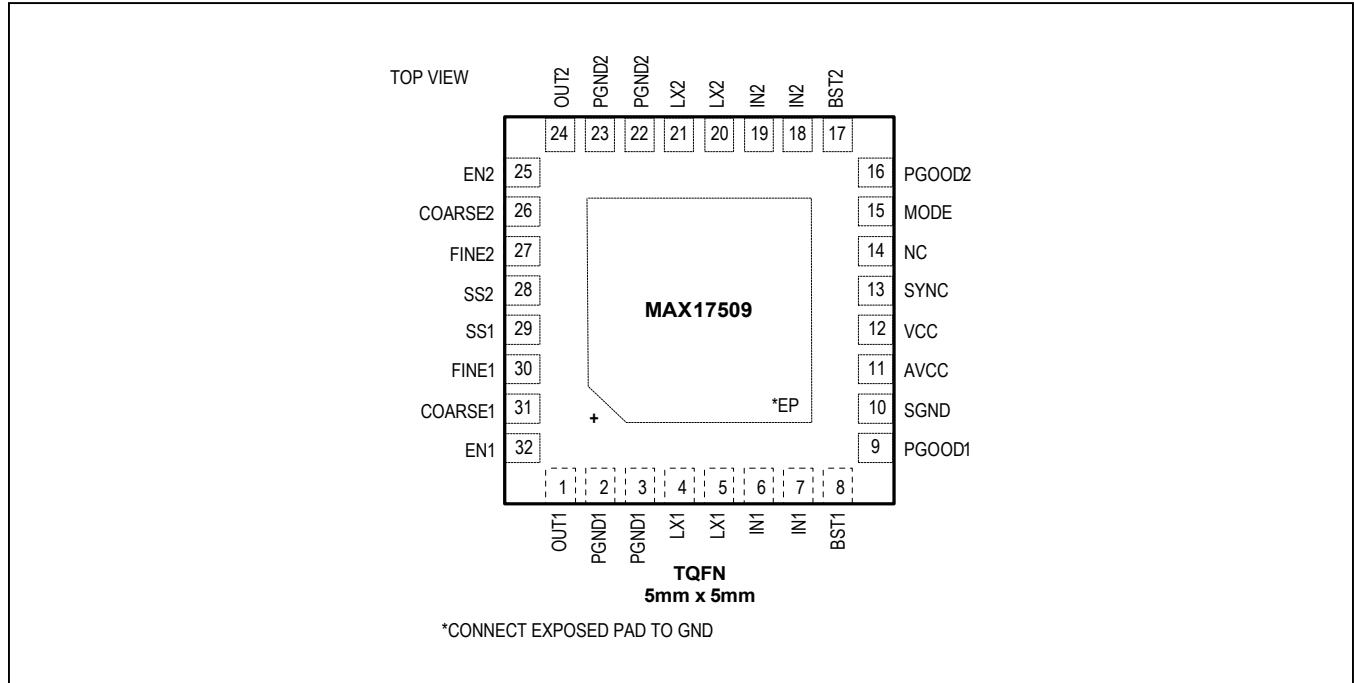 TOP VIEW
OUT2
PGND2
PGND2
LX2
LX2
IN2
IN2
BST2
24 23 22 21 20 19 18 17
EN2 25
COARSE2 26
FINE2 27
SS2 28
SS1 29
FINE1 30
COARSE1 31
EN1 32
MAX17509
*EP
+
16 PGOOD2
15 MODE
14 NC
13 SYNC
12 VCC
11 AVCC
10 SGND
9 PGOOD1
1 2 3 4 5 6 7 8
OUT1
PGND1
PGND1
LX1
LX1
IN1
IN1
BST1
TQFN
5mm x 5mm
*CONNECT EXPOSED PAD TO GND